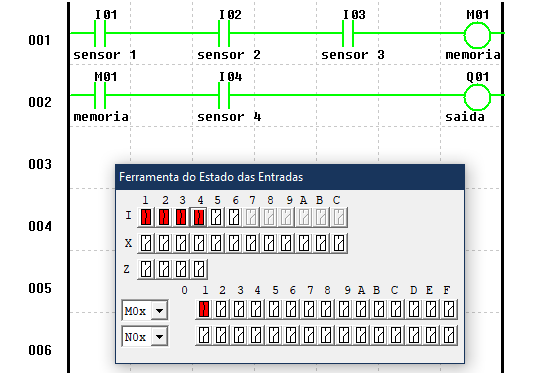 I01 I02 I03 M01
001
sensor 1 sensor 2 sensor 3 memoria
M01 I04 Q01
002
memoria sensor 4 saida
003
Ferramenta do Estado das Entradas
1 2 3 4 5 6 7 8 9 A B C
I
004
X
Z
005
0 1 2 3 4 5 6 7 8 9 A B C D E F
M0x
N0x
006